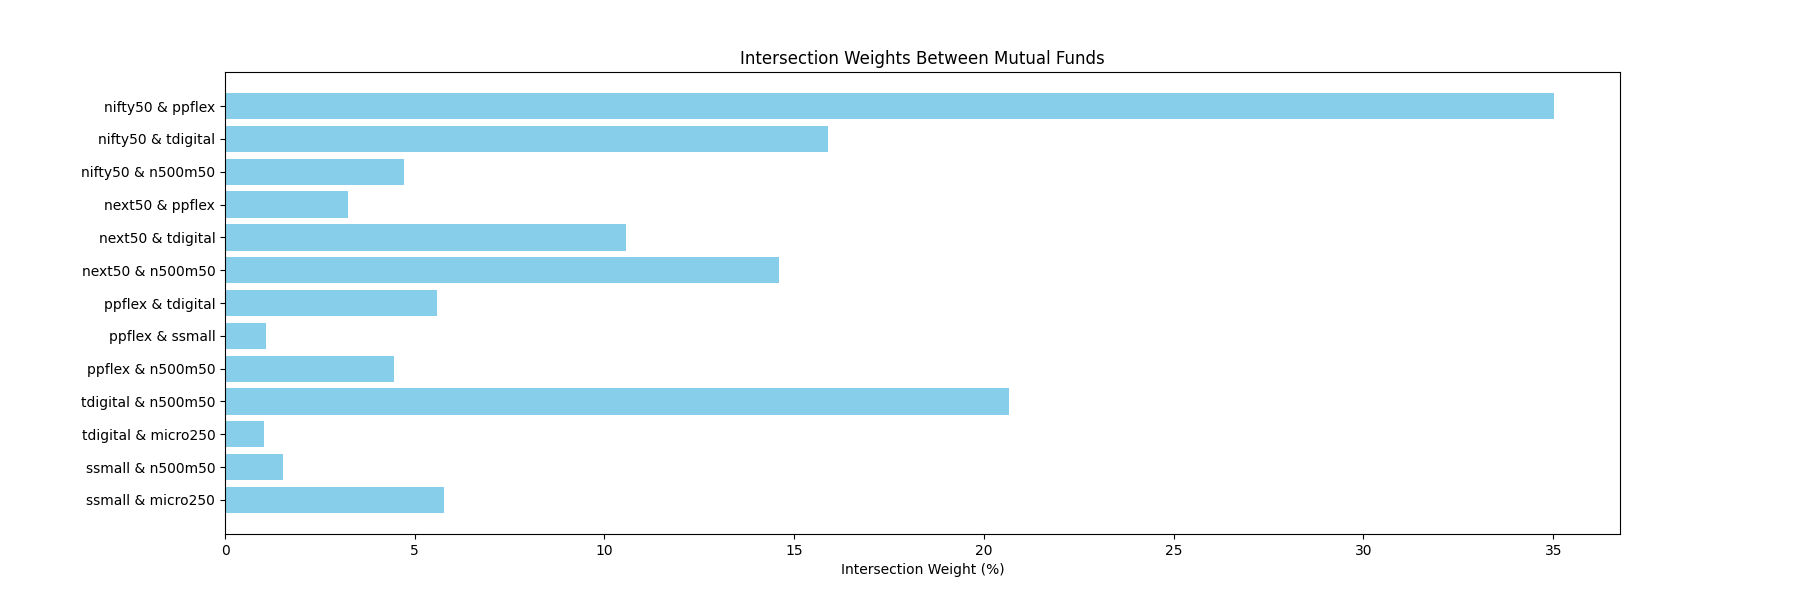 Intersection Weights Between Mutual Funds
nifty50 & ppflex
nifty50 & tdigital
nifty50 & n500m50
next50 & ppflex
next50 & tdigital
next50 & n500m50
ppflex & tdigital
ppflex & ssmall
ppflex & n500m50
tdigital & n500m50
tdigital & micro250
ssmall & n500m50
ssmall & micro250
0 5 10 15 20 25 30 35
Intersection Weight (%)